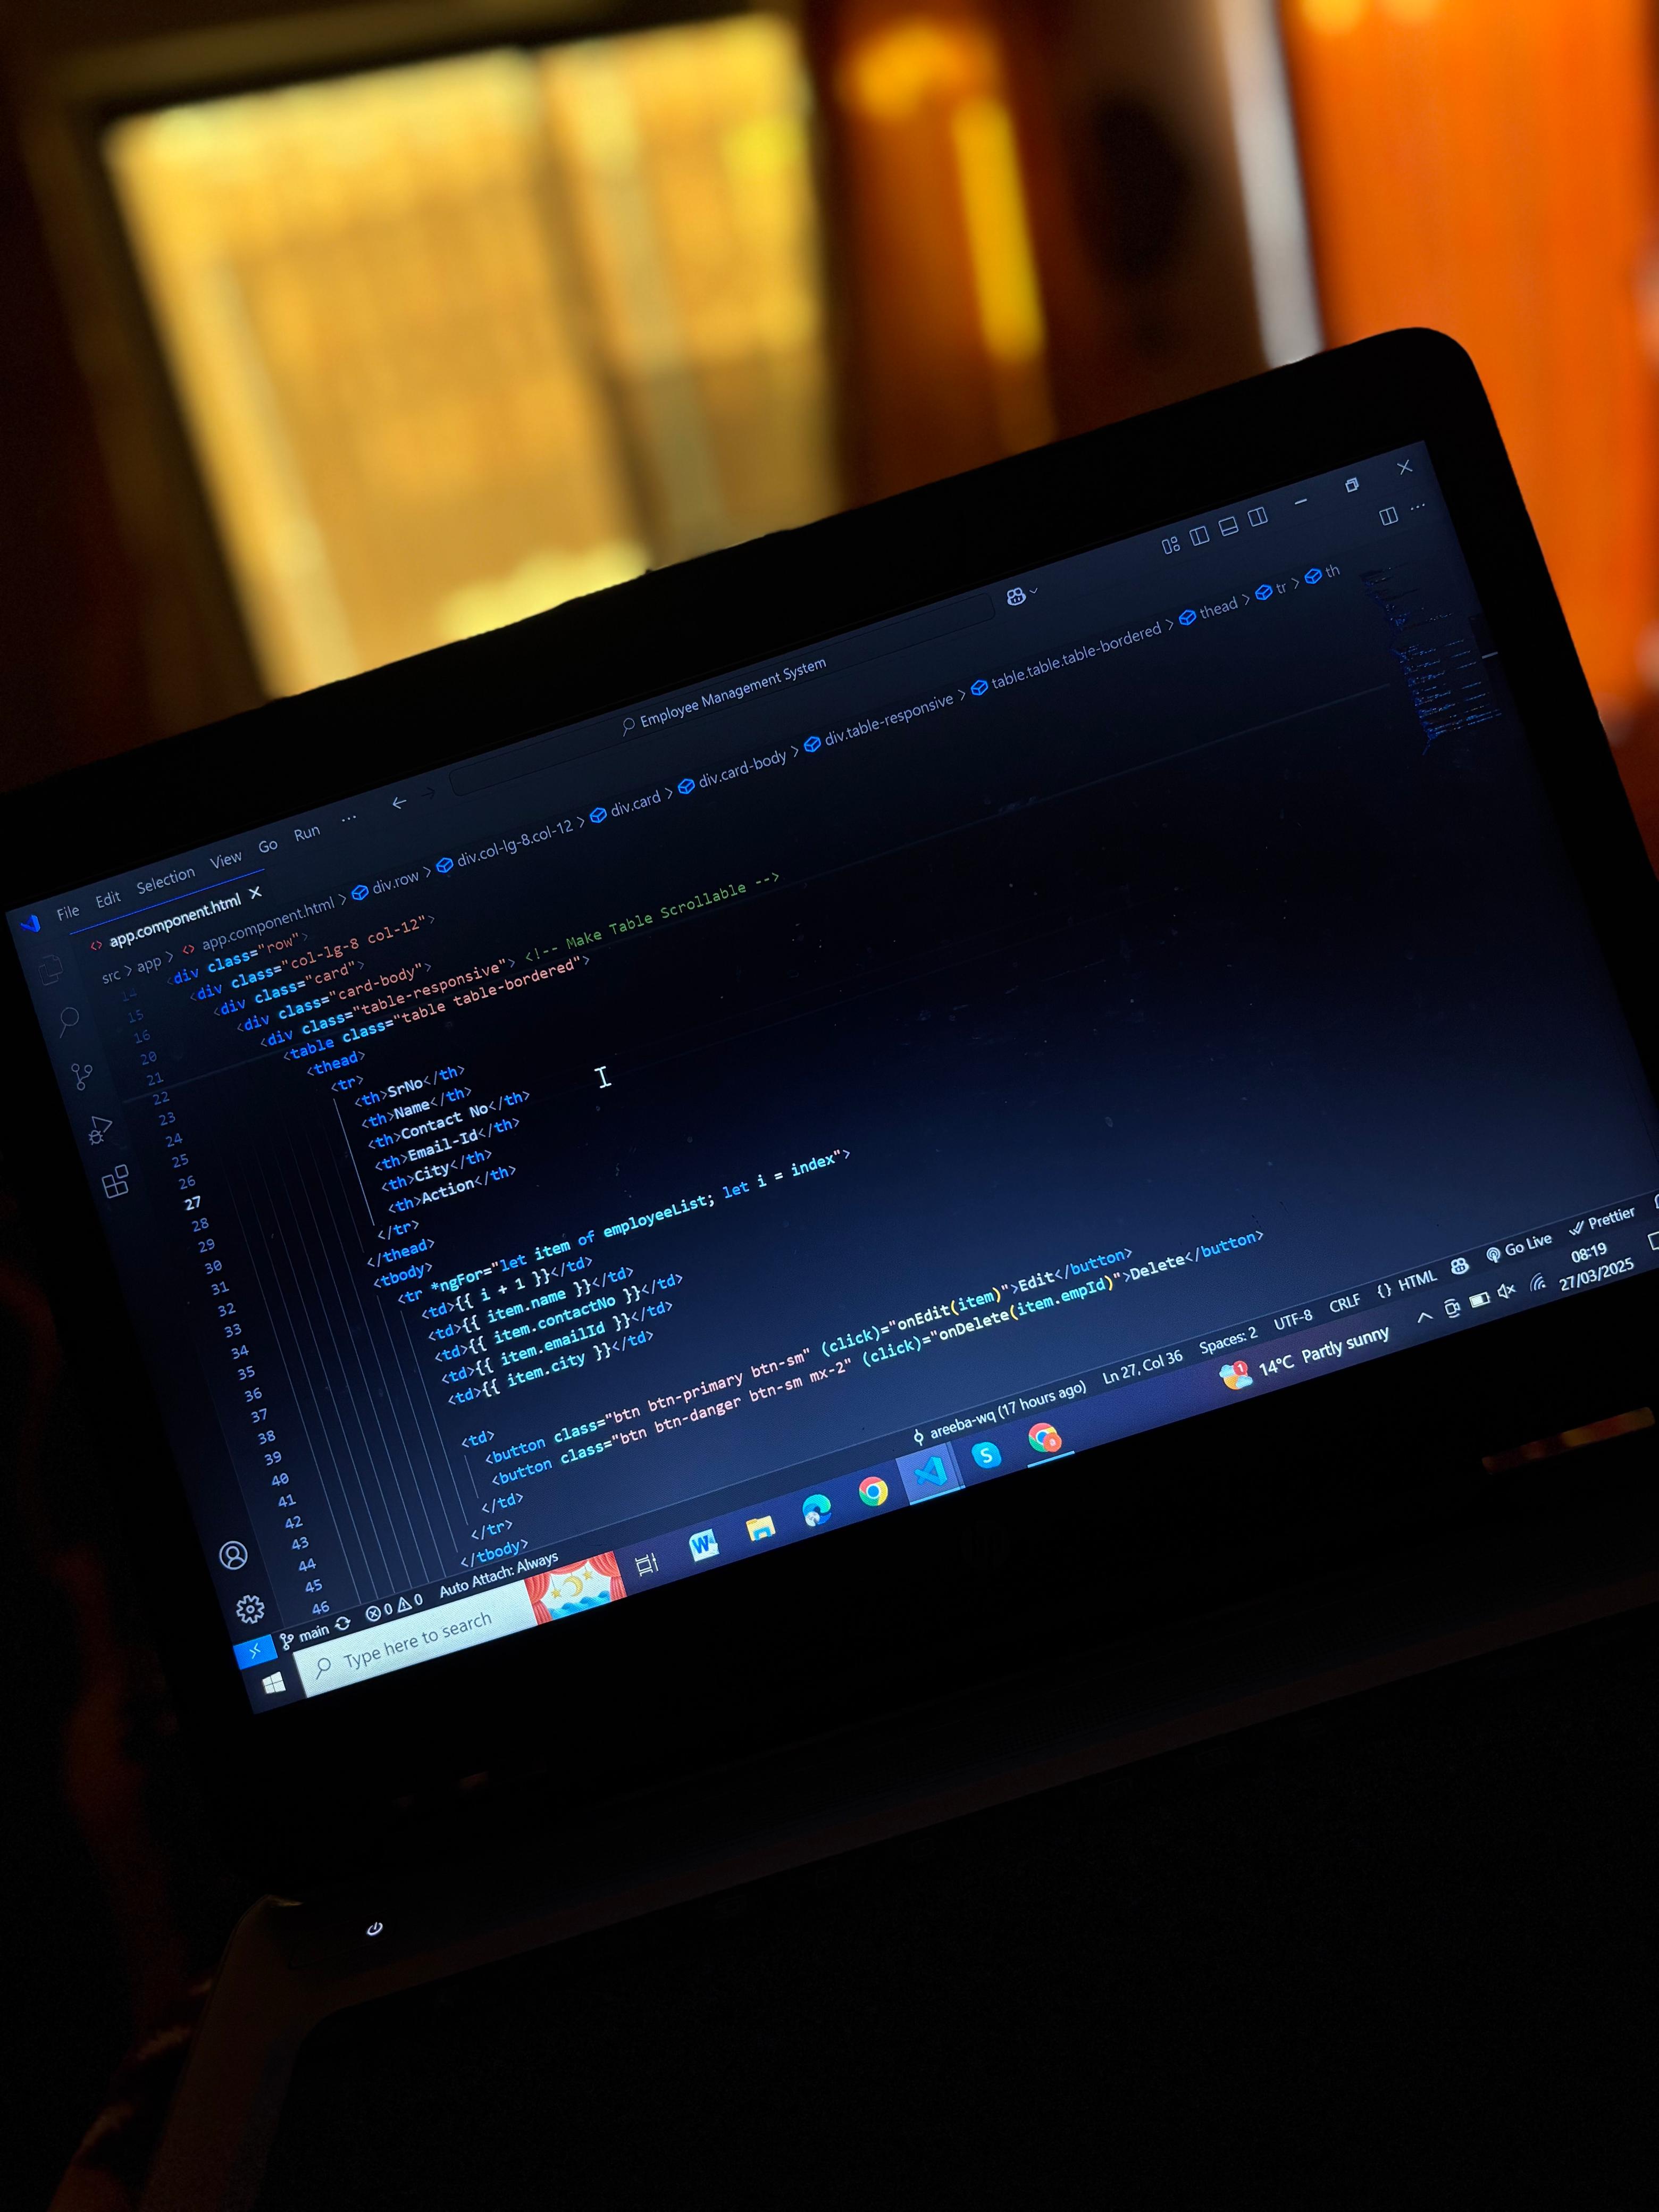 File Edit Selection View Go Run ... Employee Management System
app.component.html
src > app > app.component.html > div.row > div.col-lg-8.col-12 > div.card > div.card-body > div.table-responsive > table.table.table-bordered > thead > tr > th
14 <div class="row">
15 <div class="col-lg-8 col-12">
16 <div class="card">
20 <div class="card-body">
21 <div class="table-responsive"> <!-- Make Table Scrollable -->
22 <table class="table table-bordered">
23 <thead>
24 <tr>
25 <th>SrNo</th>
26 <th>Name</th>
27 <th>Contact No</th>
28 <th>Email-Id</th>
29 <th>City</th>
30 <th>Action</th>
31 </tr>
32 </thead>
33 <tbody>
34 <tr *ngFor="let item of employeeList; let i = index">
35 <td>{{ i + 1 }}</td>
36 <td>{{ item.name }}</td>
37 <td>{{ item.contactNo }}</td>
38 <td>{{ item.emailId }}</td>
39 <td>{{ item.city }}</td>
40
41 <td>
42 <button class="btn btn-primary btn-sm" (click)="onEdit(item)">Edit</button>
43 <button class="btn btn-danger btn-sm mx-2" (click)="onDelete(item.empId)">Delete</button>
44 </td>
45 </tr>
46 </tbody>
main 0 0 Auto Attach: Always areeba-wq (17 hours ago) Ln 27, Col 36 Spaces: 2 UTF-8 CRLF {} HTML Go Live Prettier
Type here to search W S a 1 14°C Partly sunny 08:19
27/03/2025